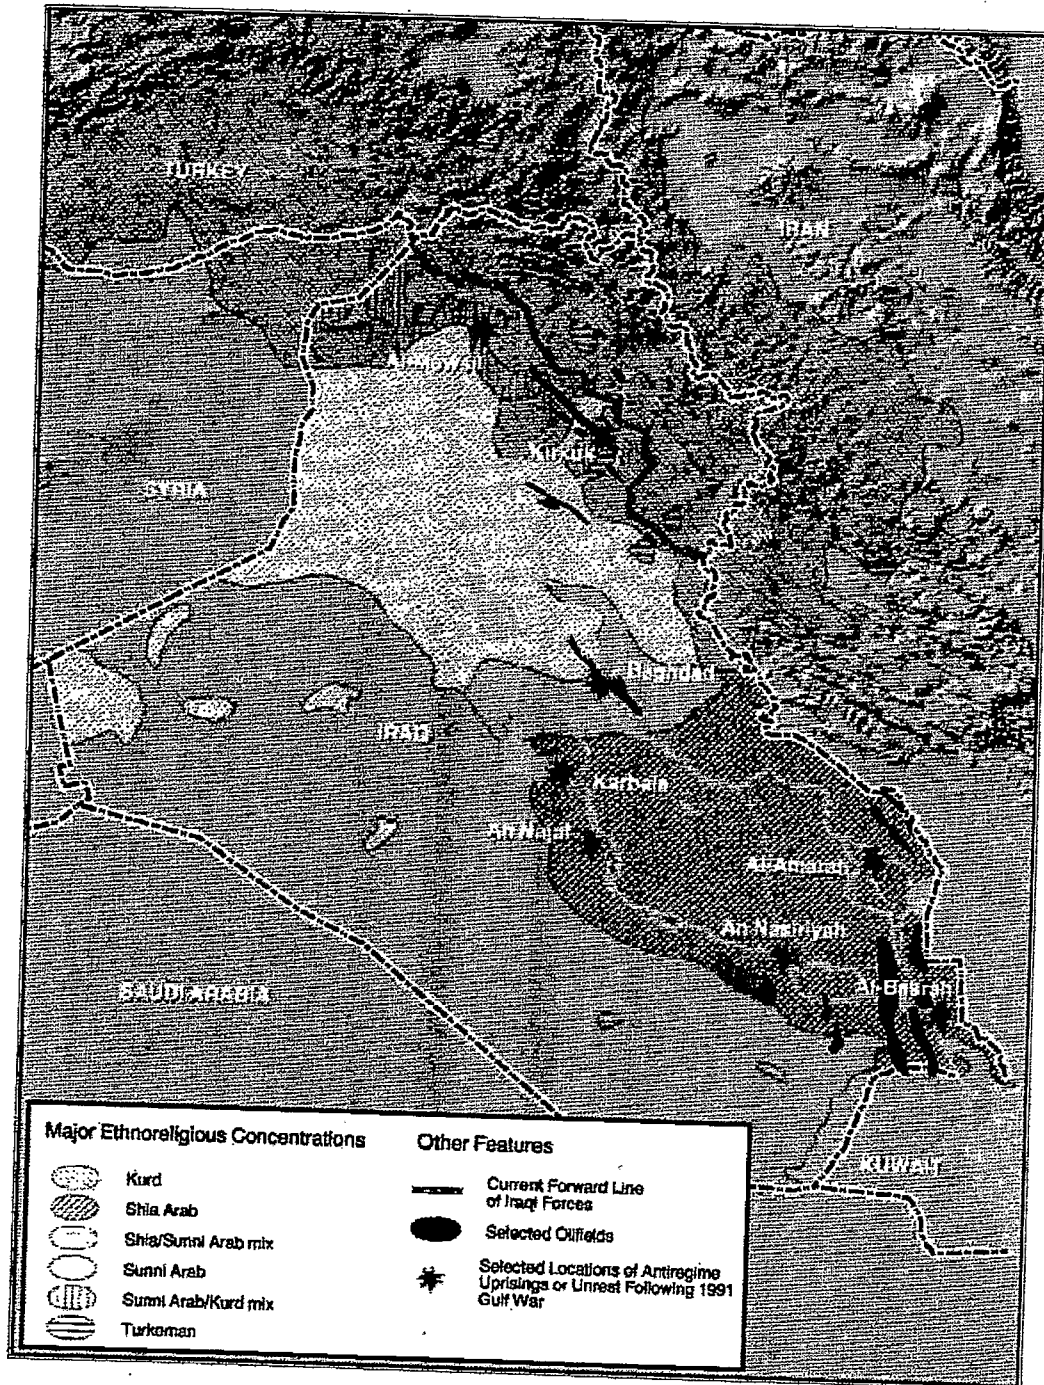 TURKEY
IRAN
Kirkuk
SYRIA
Baghdad
IRAQ
Karbala
An Najaf
Al-Amarah
An Nasiriyah
SAUDI ARABIA
Al-Basrah
KUWAIT
Major Ethnoreligious Concentrations
Kurd
Shia Arab
Shia/Sunni Arab mix
Sunni Arab
Sunni Arab/Kurd mix
Turkoman
Other Features
Current Forward Line
of Iraqi Forces
Selected Oilfields
Selected Locations of Antiregime
Uprisings or Unrest Following 1991
Gulf War